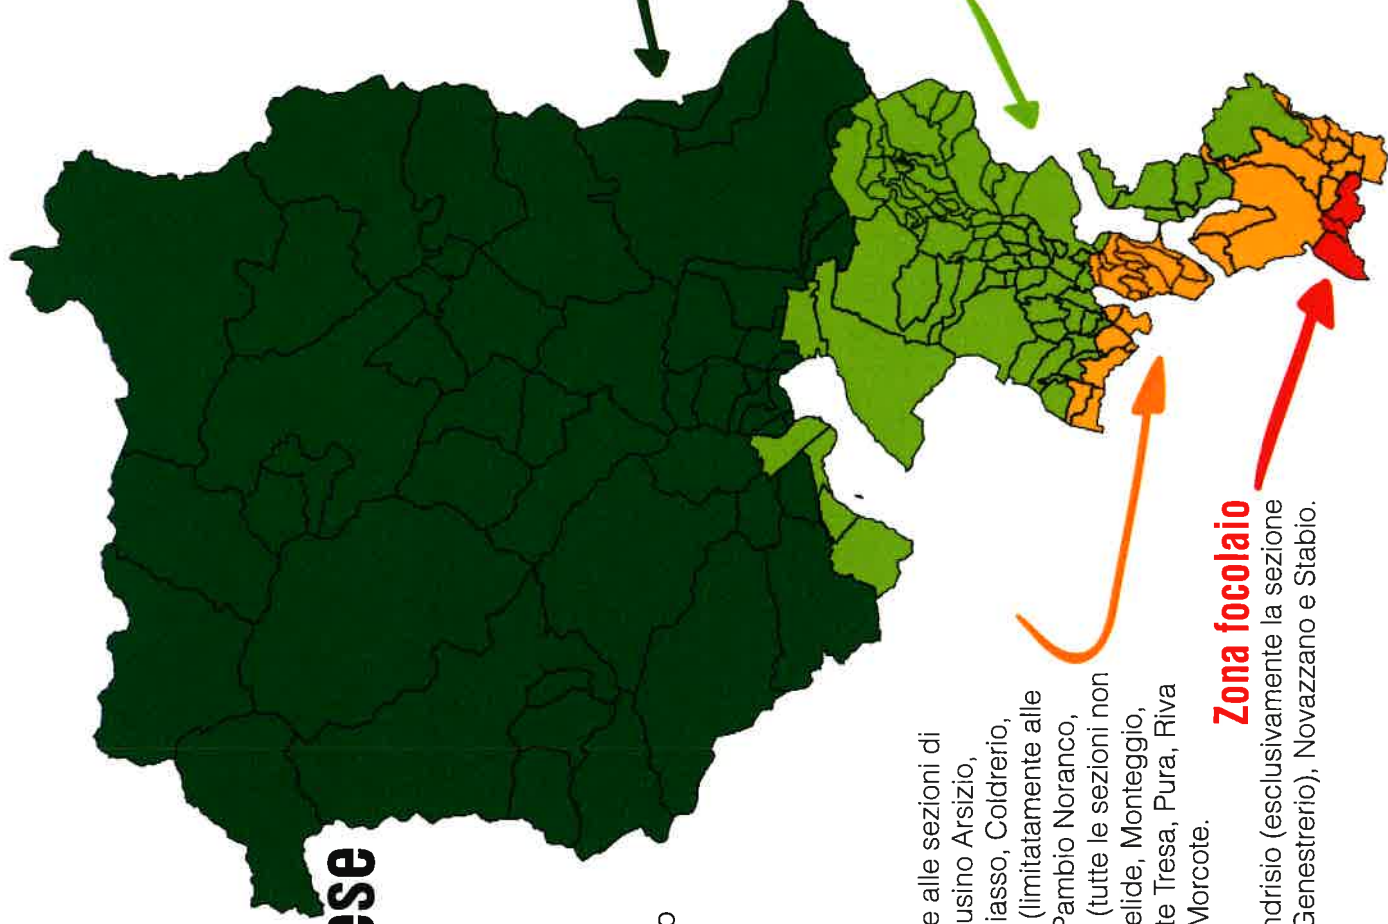 ese
o
e alle sezioni di
usino Arsizio,
iasso, Coldrerio,
(limitatamente alle
Pambio Noranco,
(tutte le sezioni non
elide, Monteggio,
te Tresa, Pura, Riva
Morcote.
Zona focolaio
ndrisio (esclusivamente la sezione
Genestrerio), Novazzano e Stabio.